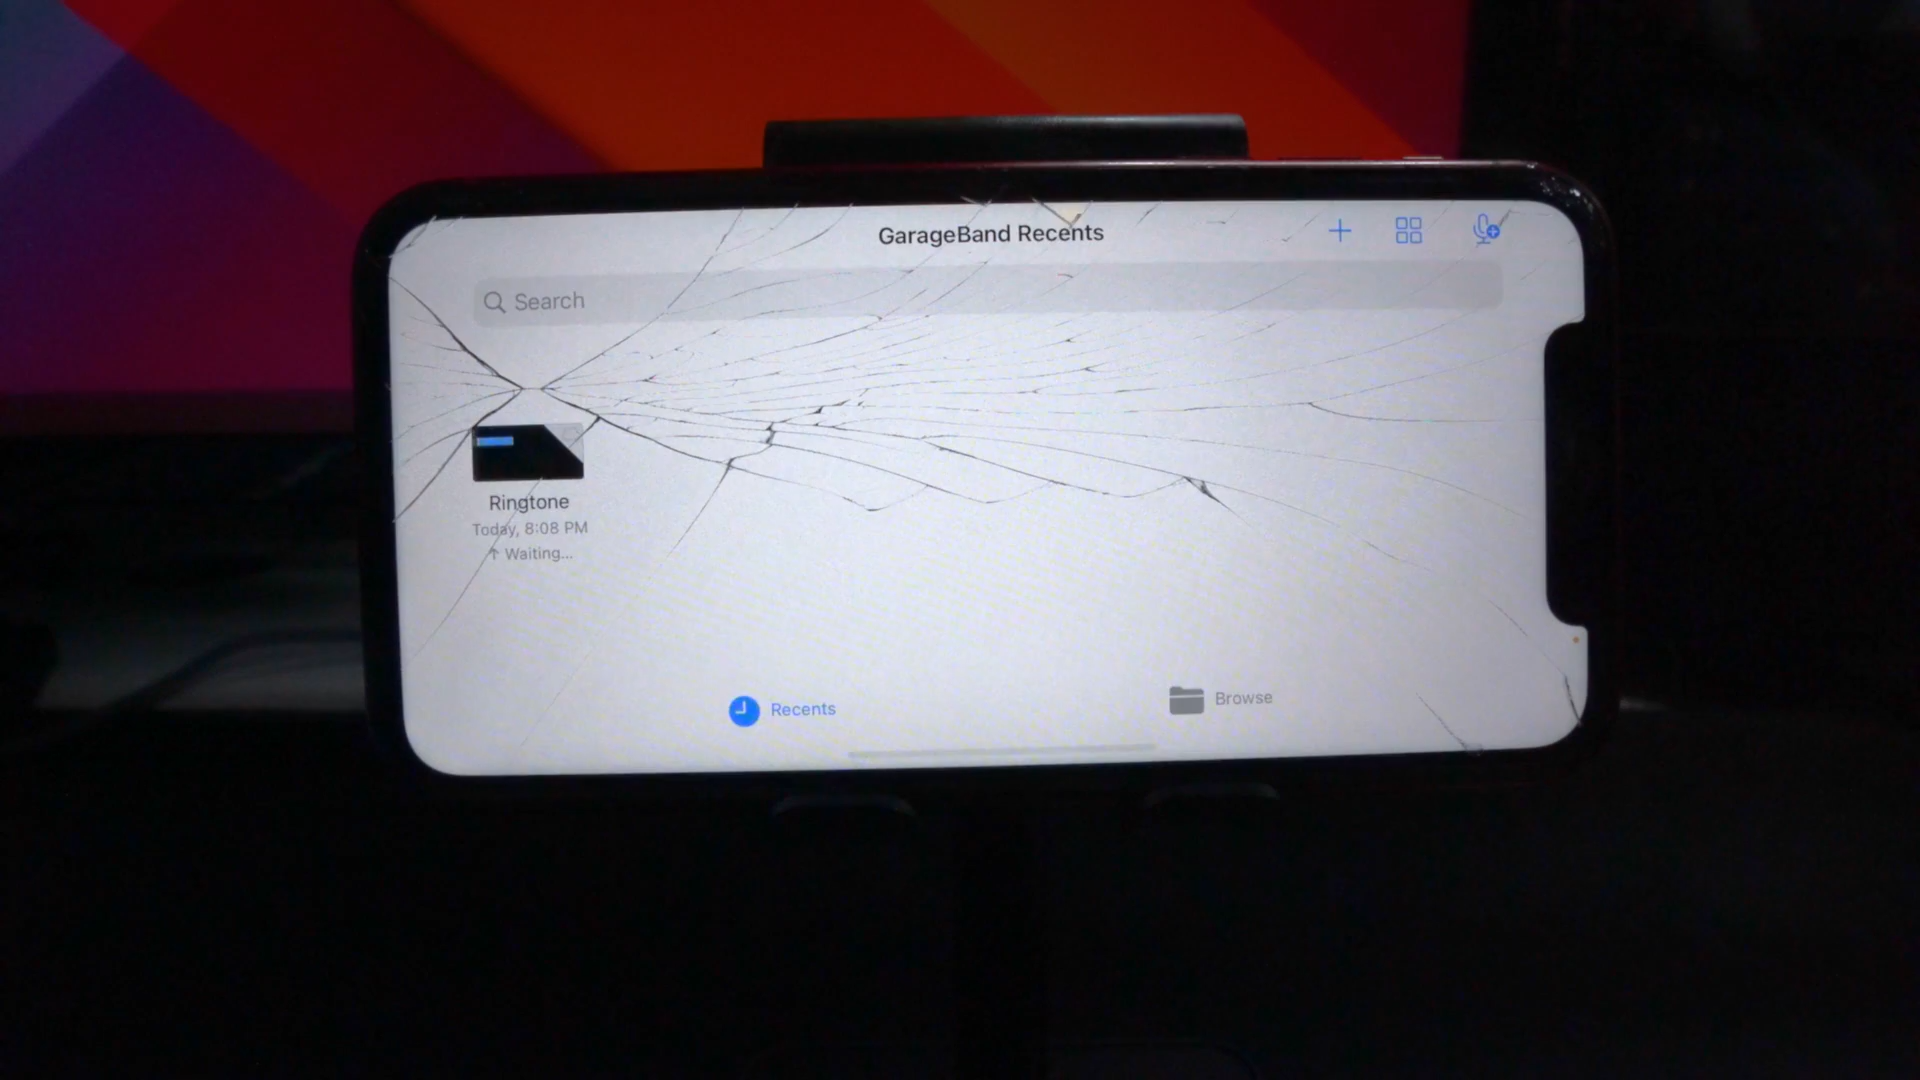 GarageBand Recents
Search
Ringtone
Today, 8:08 PM
↑ Waiting...
Recents
Browse